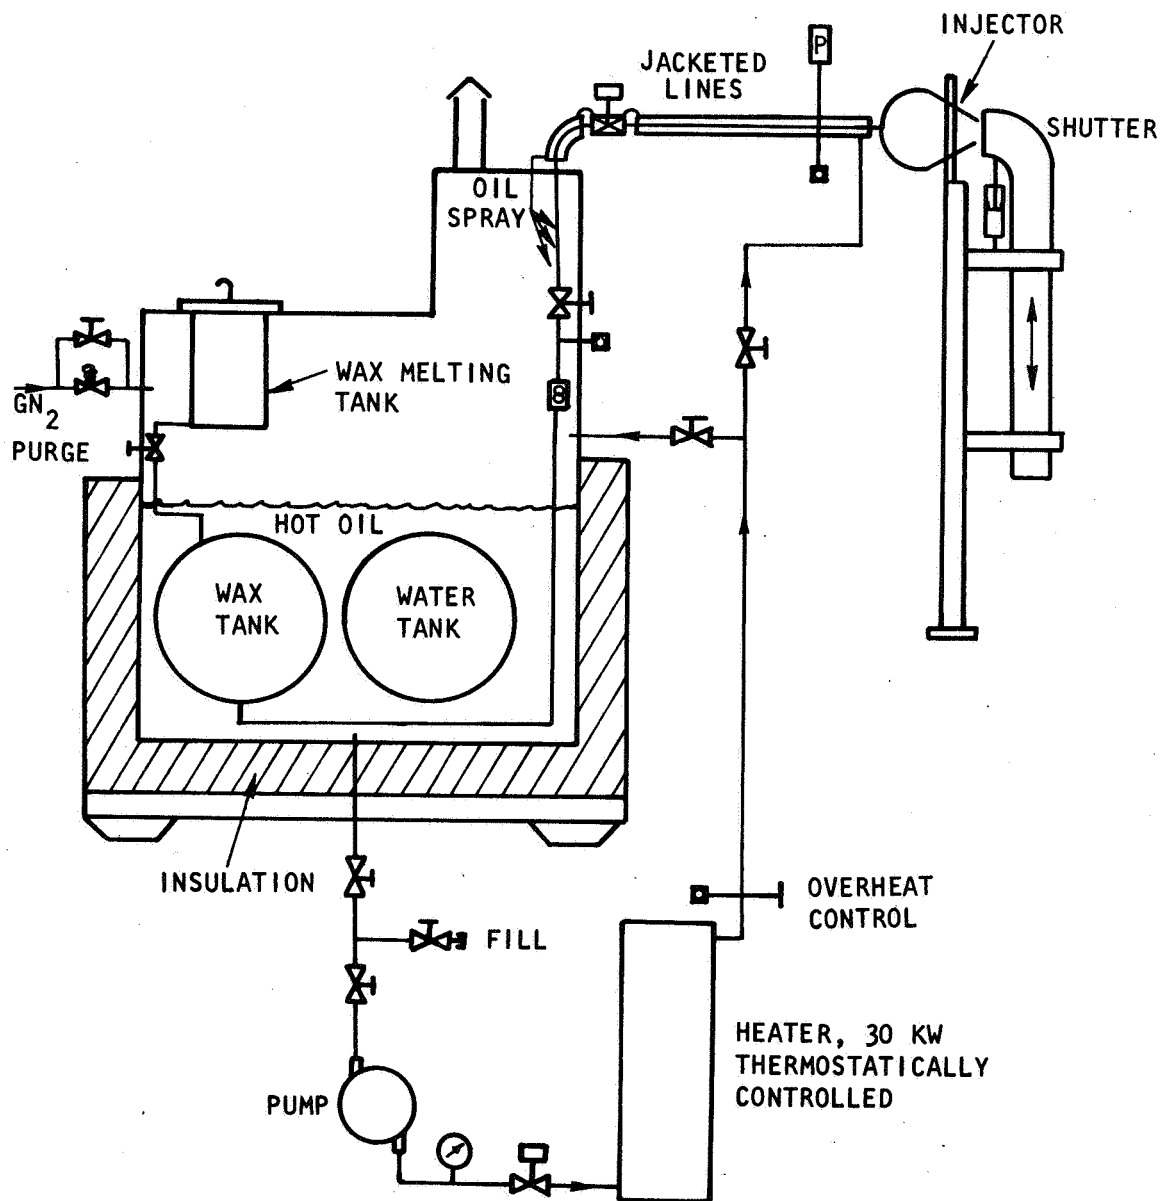 INJECTOR
P
JACKETED
LINES
SHUTTER
OIL
SPRAY
WAX MELTING
TANK
GN2
PURGE
HOT OIL
WAX
TANK
WATER
TANK
INSULATION
OVERHEAT
CONTROL
FILL
HEATER, 30 KW
THERMOSTATICALLY
CONTROLLED
PUMP